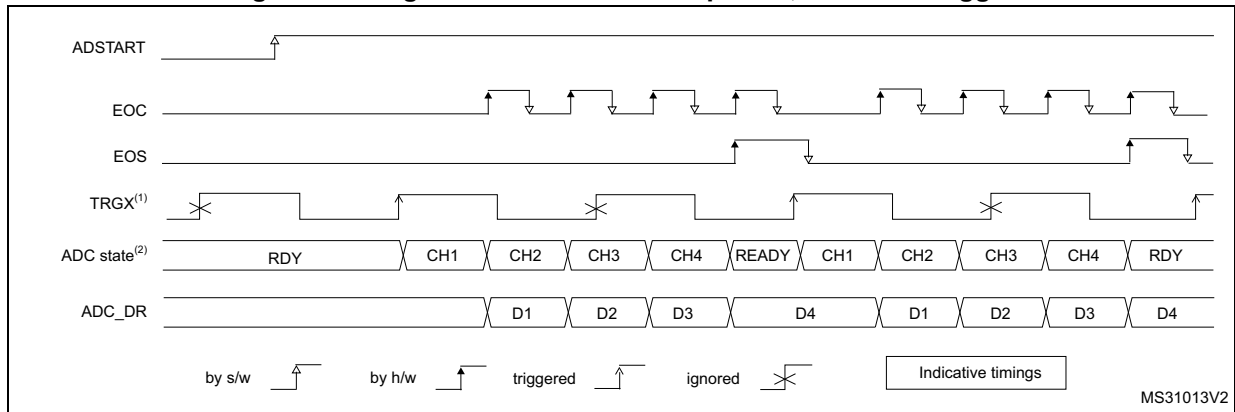 ADSTART
EOC
EOS
TRGX(1)
ADC state(2) RDY CH1 CH2 CH3 CH4 READY CH1 CH2 CH3 CH4 RDY
ADC_DR D1 D2 D3 D4 D1 D2 D3 D4
by s/w by h/w triggered ignored Indicative timings
MS31013V2